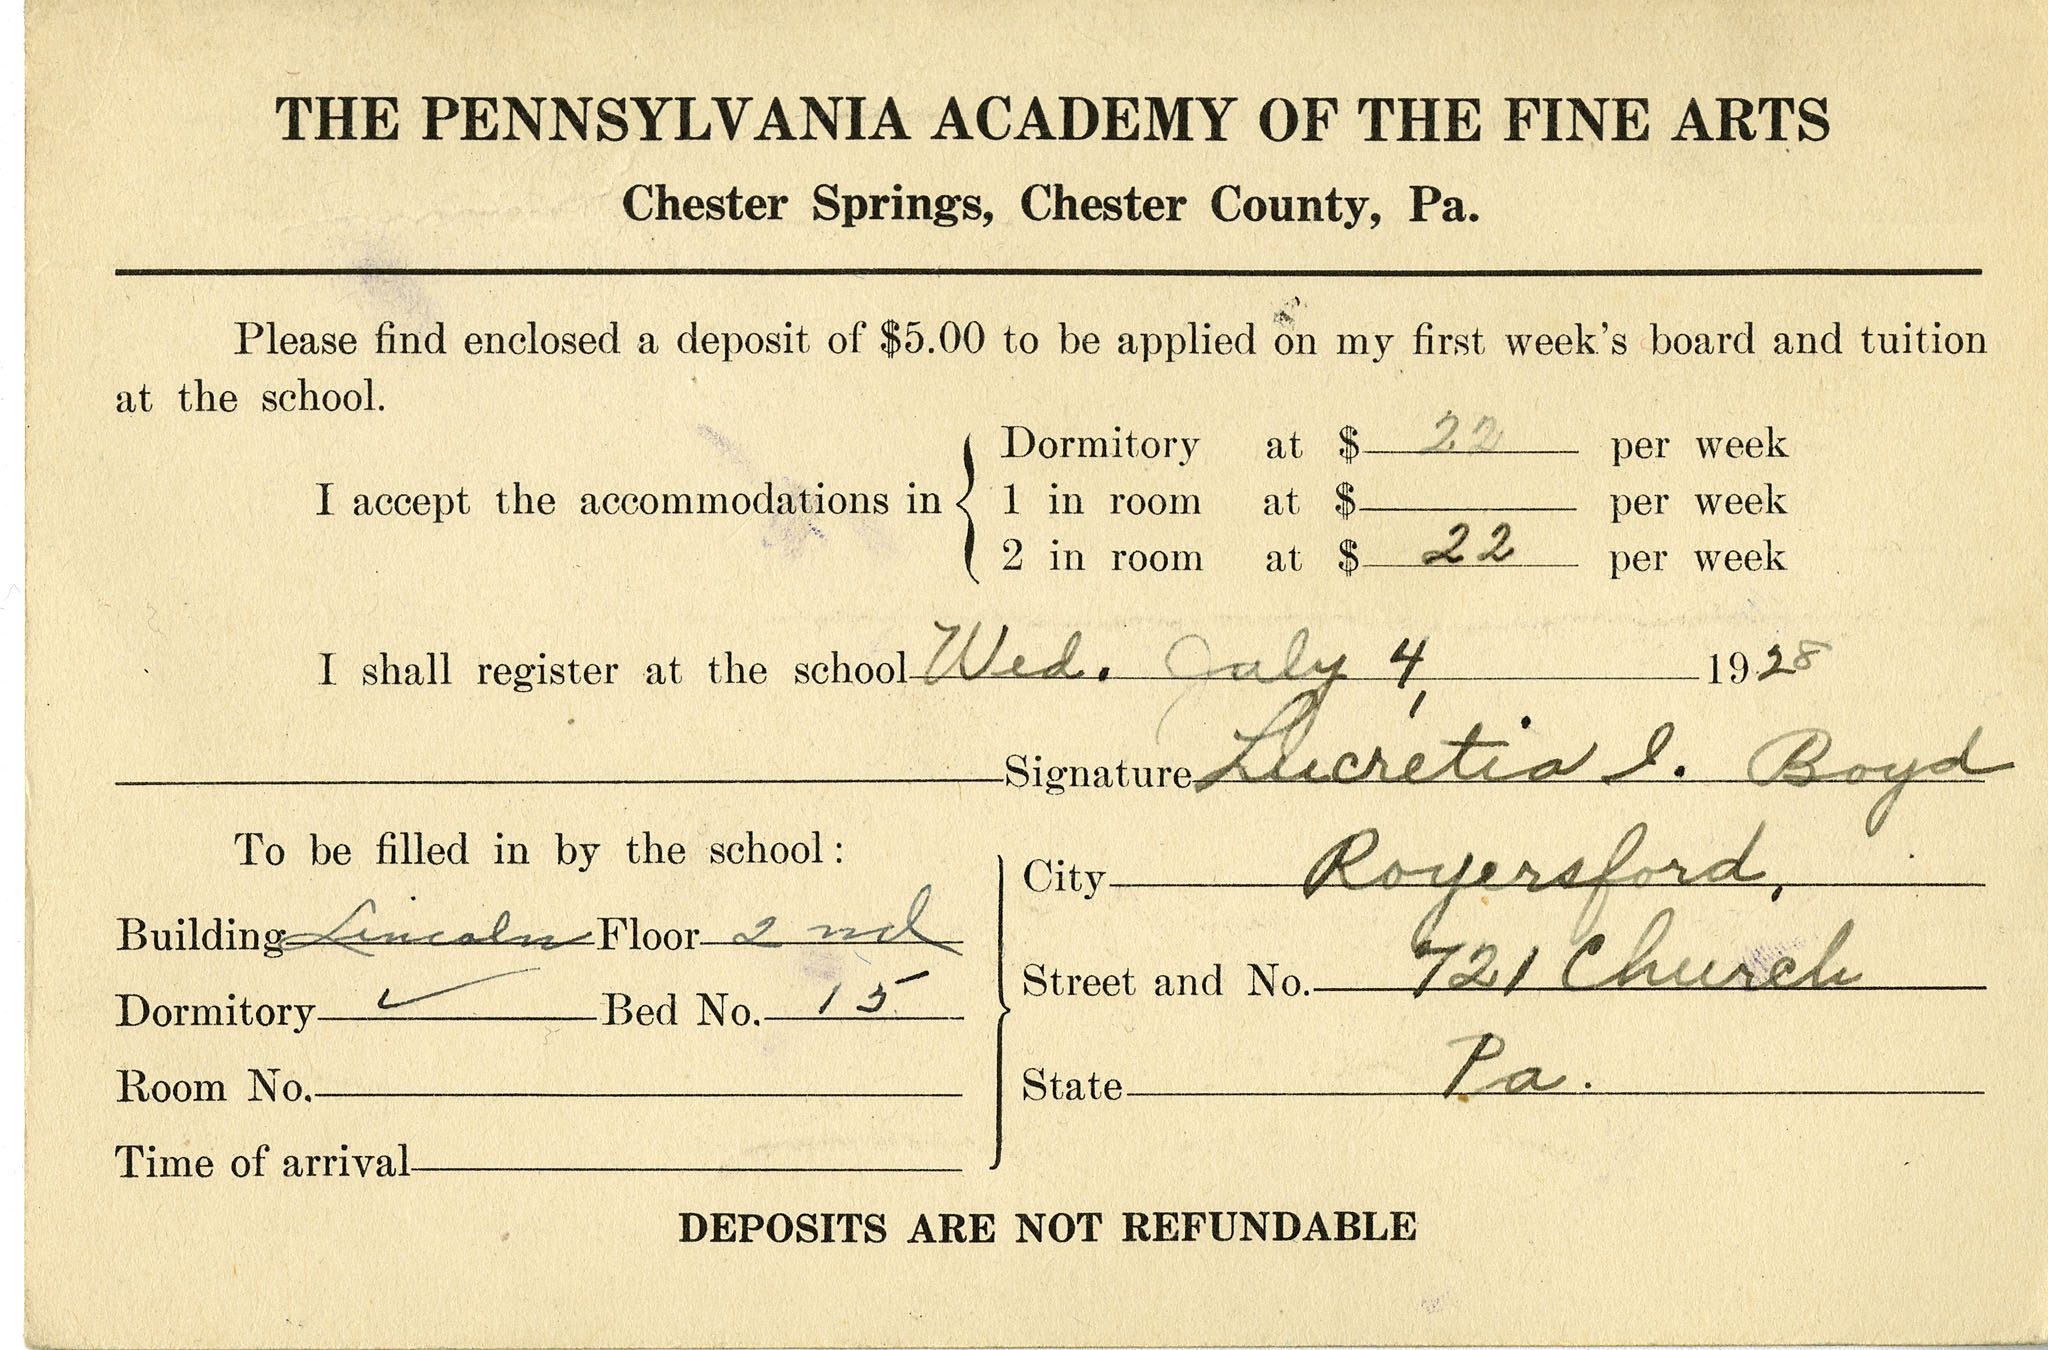 THE PENNSYLVANIA ACADEMY OF THE FINE ARTS
Chester Springs, Chester County, Pa.
Please find enclosed a deposit of $5.00 to be applied on my first week's board and tuition
at the school.
I accept the accommodations in
Dormitory at $ 22 per week
1 in room at $ per week
2 in room at $ 22 per week
I shall register at the school Wed. July 4, 1928
Signature Lucretia I. Boyd
To be filled in by the school:
Building Lincoln Floor 2nd
Dormitory ✓ Bed No. 15
Room No.
Time of arrival
City Royersford,
Street and No. 721 Church
State Pa.
DEPOSITS ARE NOT REFUNDABLE